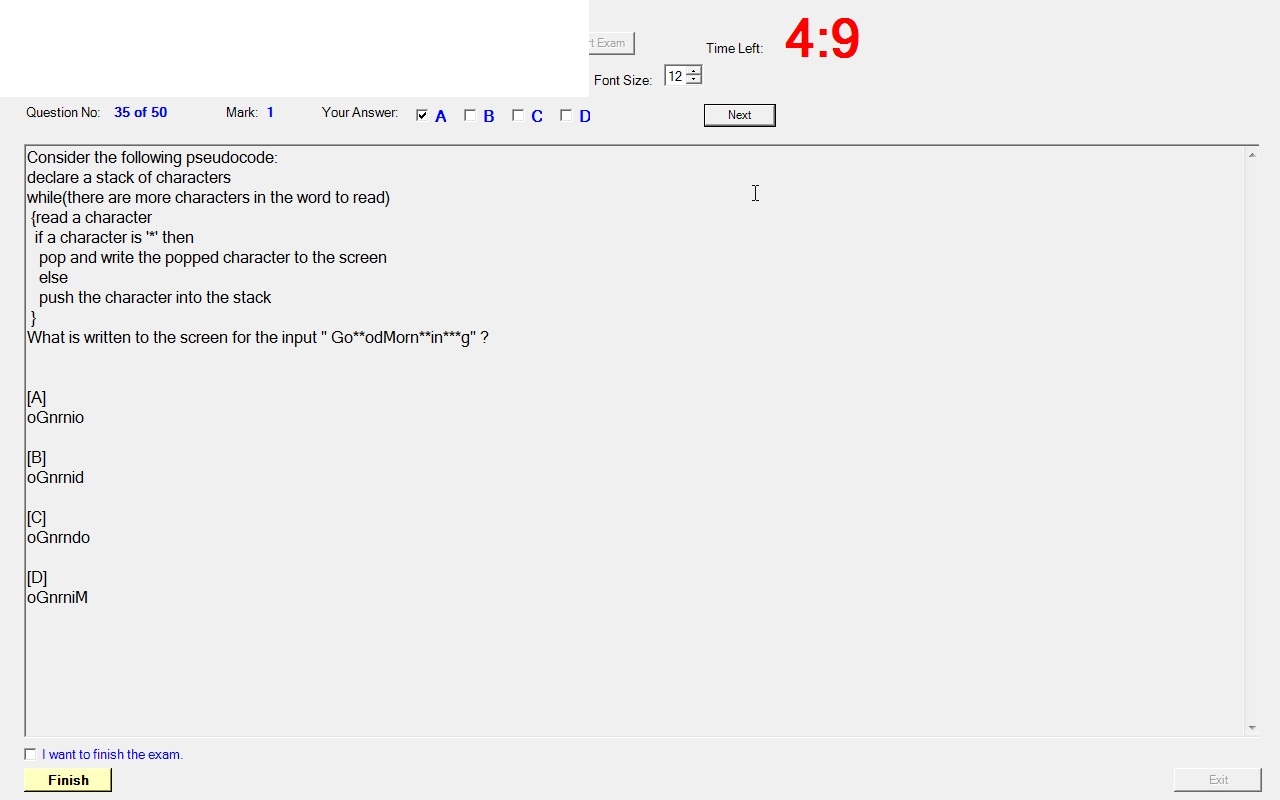 t Exam
Time Left: 4:9
Font Size: 12
Question No: 35 of 50 Mark: 1 Your Answer: A B C D Next
Consider the following pseudocode:
declare a stack of characters
while(there are more characters in the word to read)
{read a character
if a character is '*' then
pop and write the popped character to the screen
else
push the character into the stack
}
What is written to the screen for the input " Go**odMorn**in***g" ?
[A]
oGnrnio
[B]
oGnrnid
[C]
oGnrndo
[D]
oGnrniM
I want to finish the exam.
Finish Exit